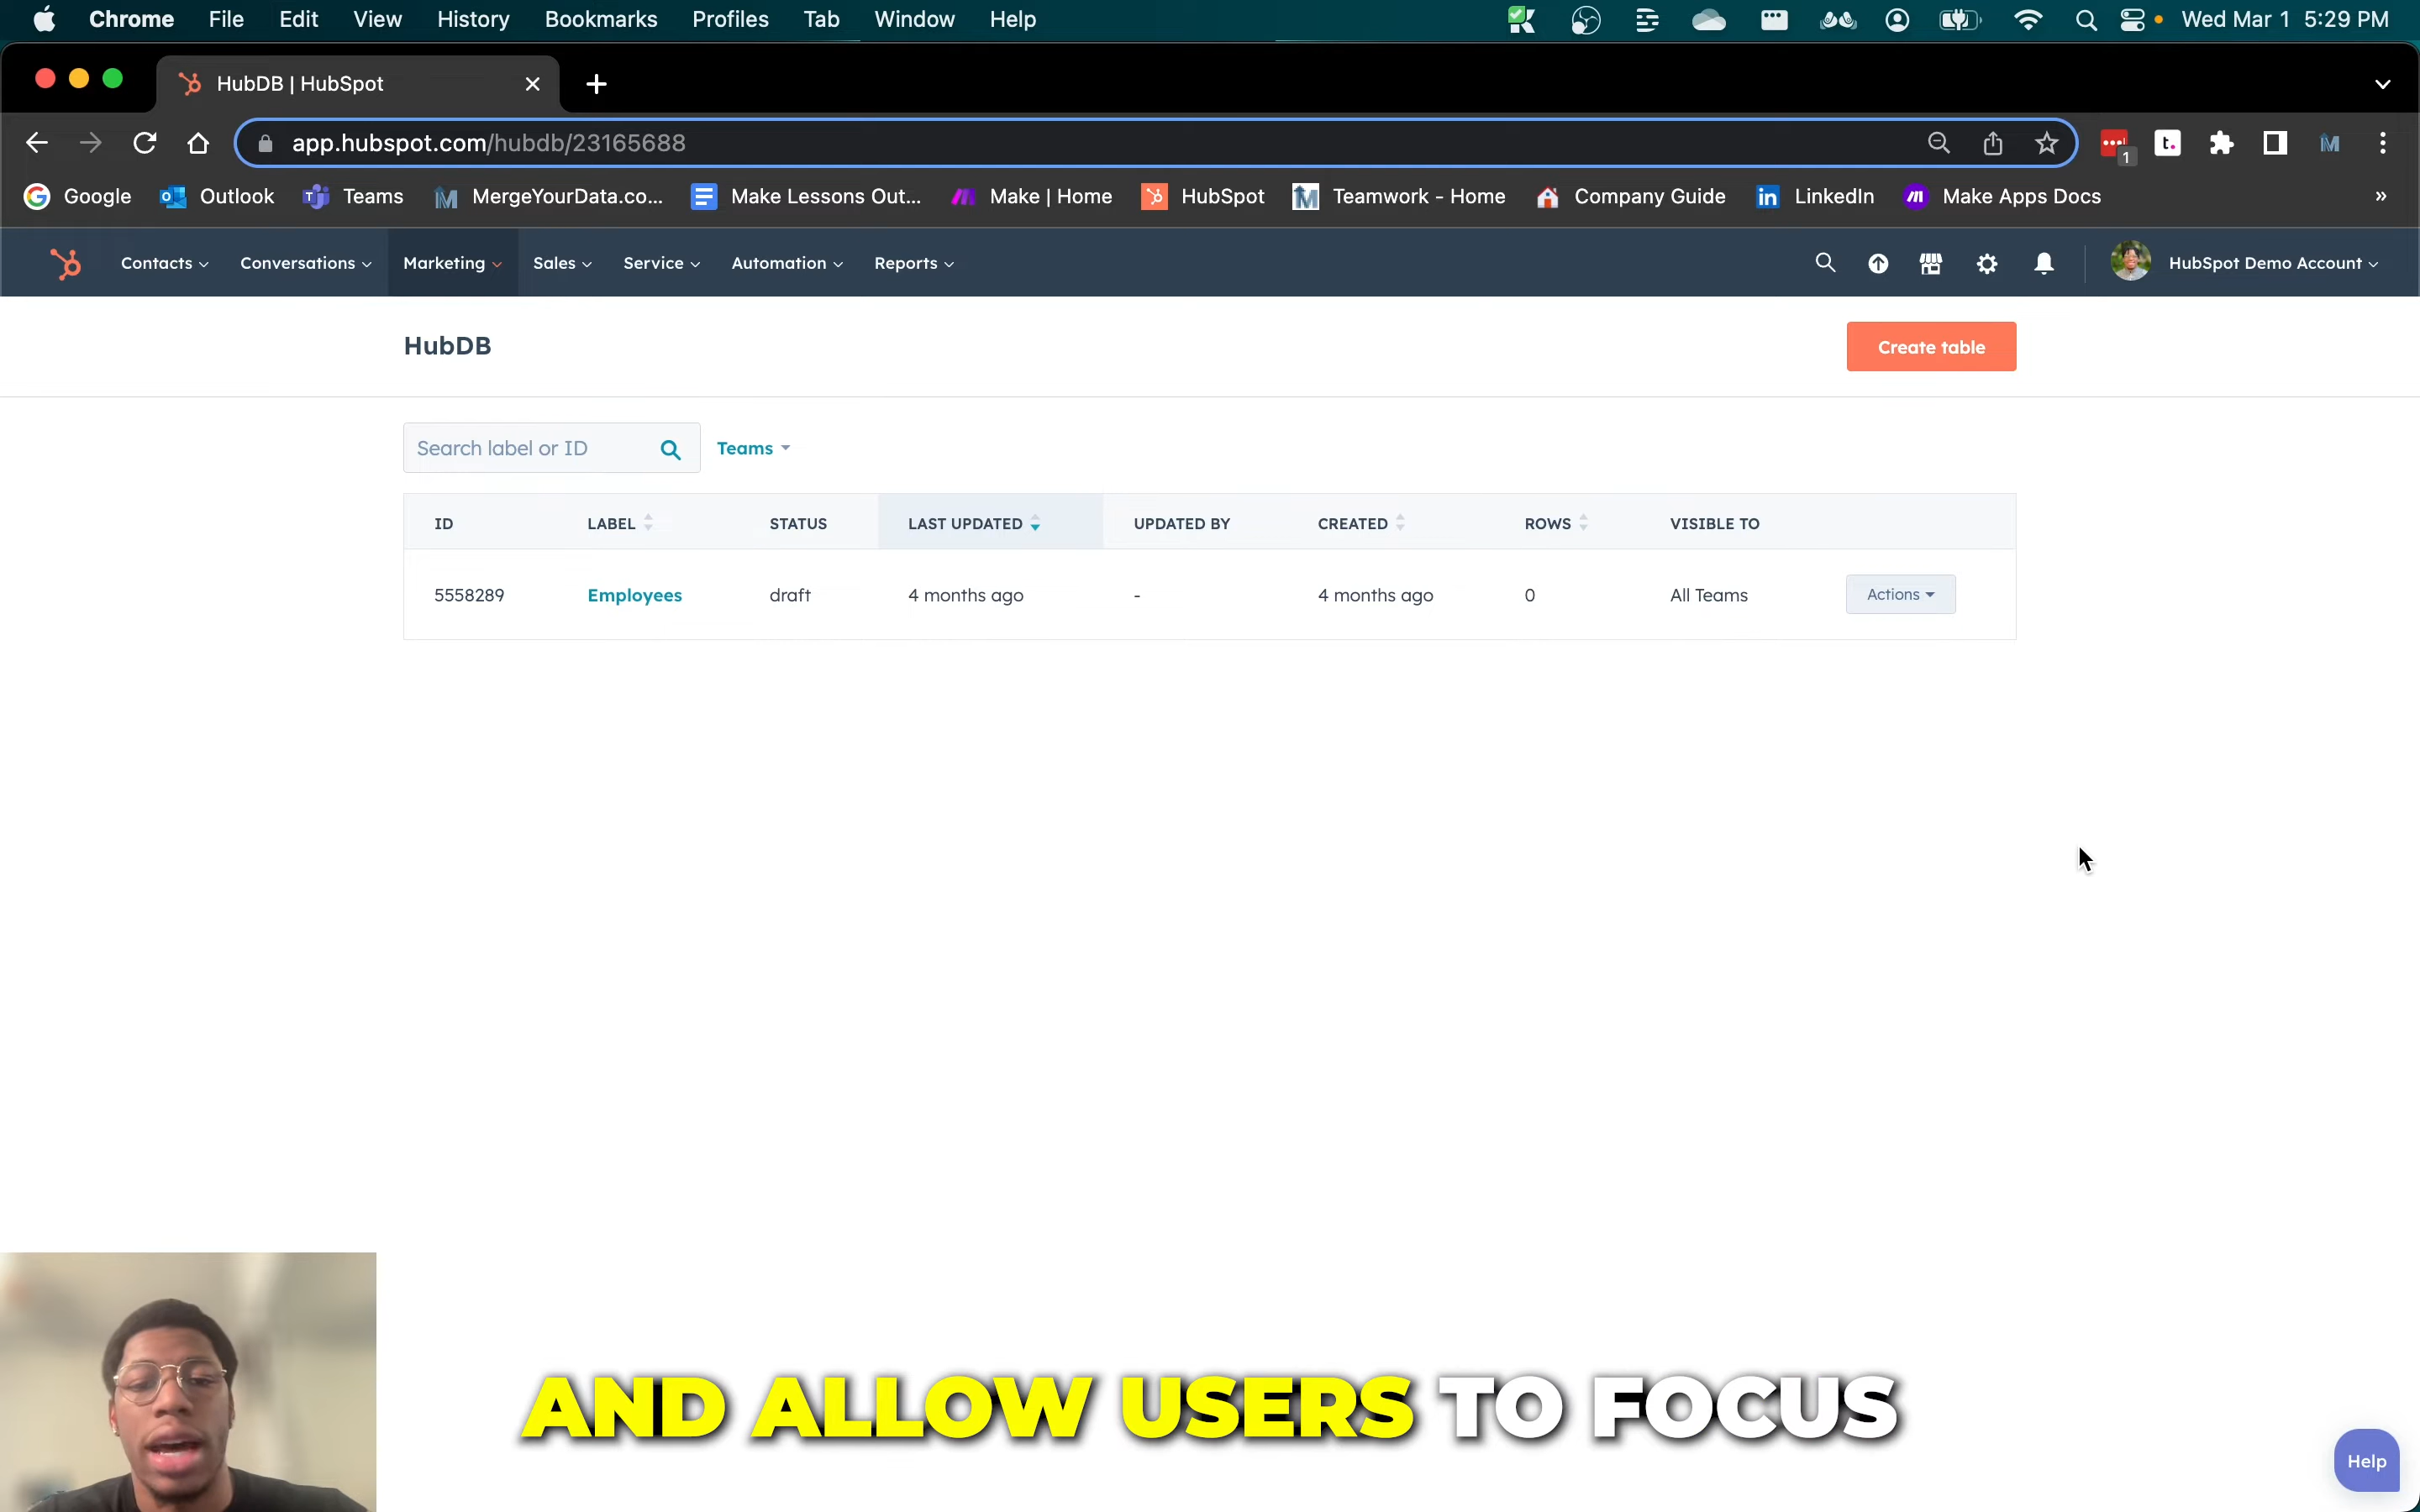 Chrome File Edit View History Bookmarks Profiles Tab Window Help Wed Mar 1 5:29 PM
HubDB | HubSpot
app.hubspot.com/hubdb/23165688
1
Google Outlook Teams MergeYourData.co... Make Lessons Out... Make | Home HubSpot Teamwork - Home Company Guide LinkedIn Make Apps Docs »
Contacts Conversations Marketing Sales Service Automation Reports HubSpot Demo Account
HubDB Create table
Search label or ID Teams
ID LABEL STATUS LAST UPDATED UPDATED BY CREATED ROWS VISIBLE TO
5558289 Employees draft 4 months ago - 4 months ago 0 All Teams Actions
AND ALLOW USERS TO FOCUS
Help